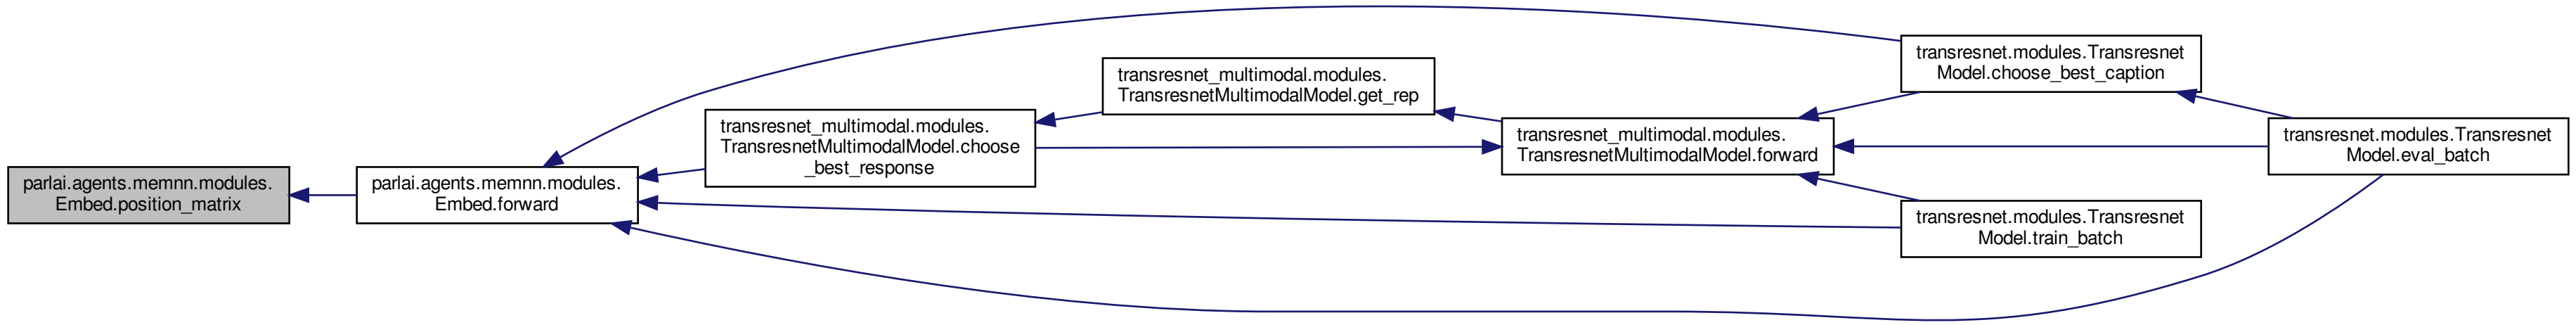 parlai.agents.memnn.modules.
Embed.position_matrix
parlai.agents.memnn.modules.
Embed.forward
transresnet_multimodal.modules.
TransresnetMultimodalModel.choose
_best_response
transresnet_multimodal.modules.
TransresnetMultimodalModel.get_rep
transresnet_multimodal.modules.
TransresnetMultimodalModel.forward
transresnet.modules.Transresnet
Model.choose_best_caption
transresnet.modules.Transresnet
Model.eval_batch
transresnet.modules.Transresnet
Model.train_batch